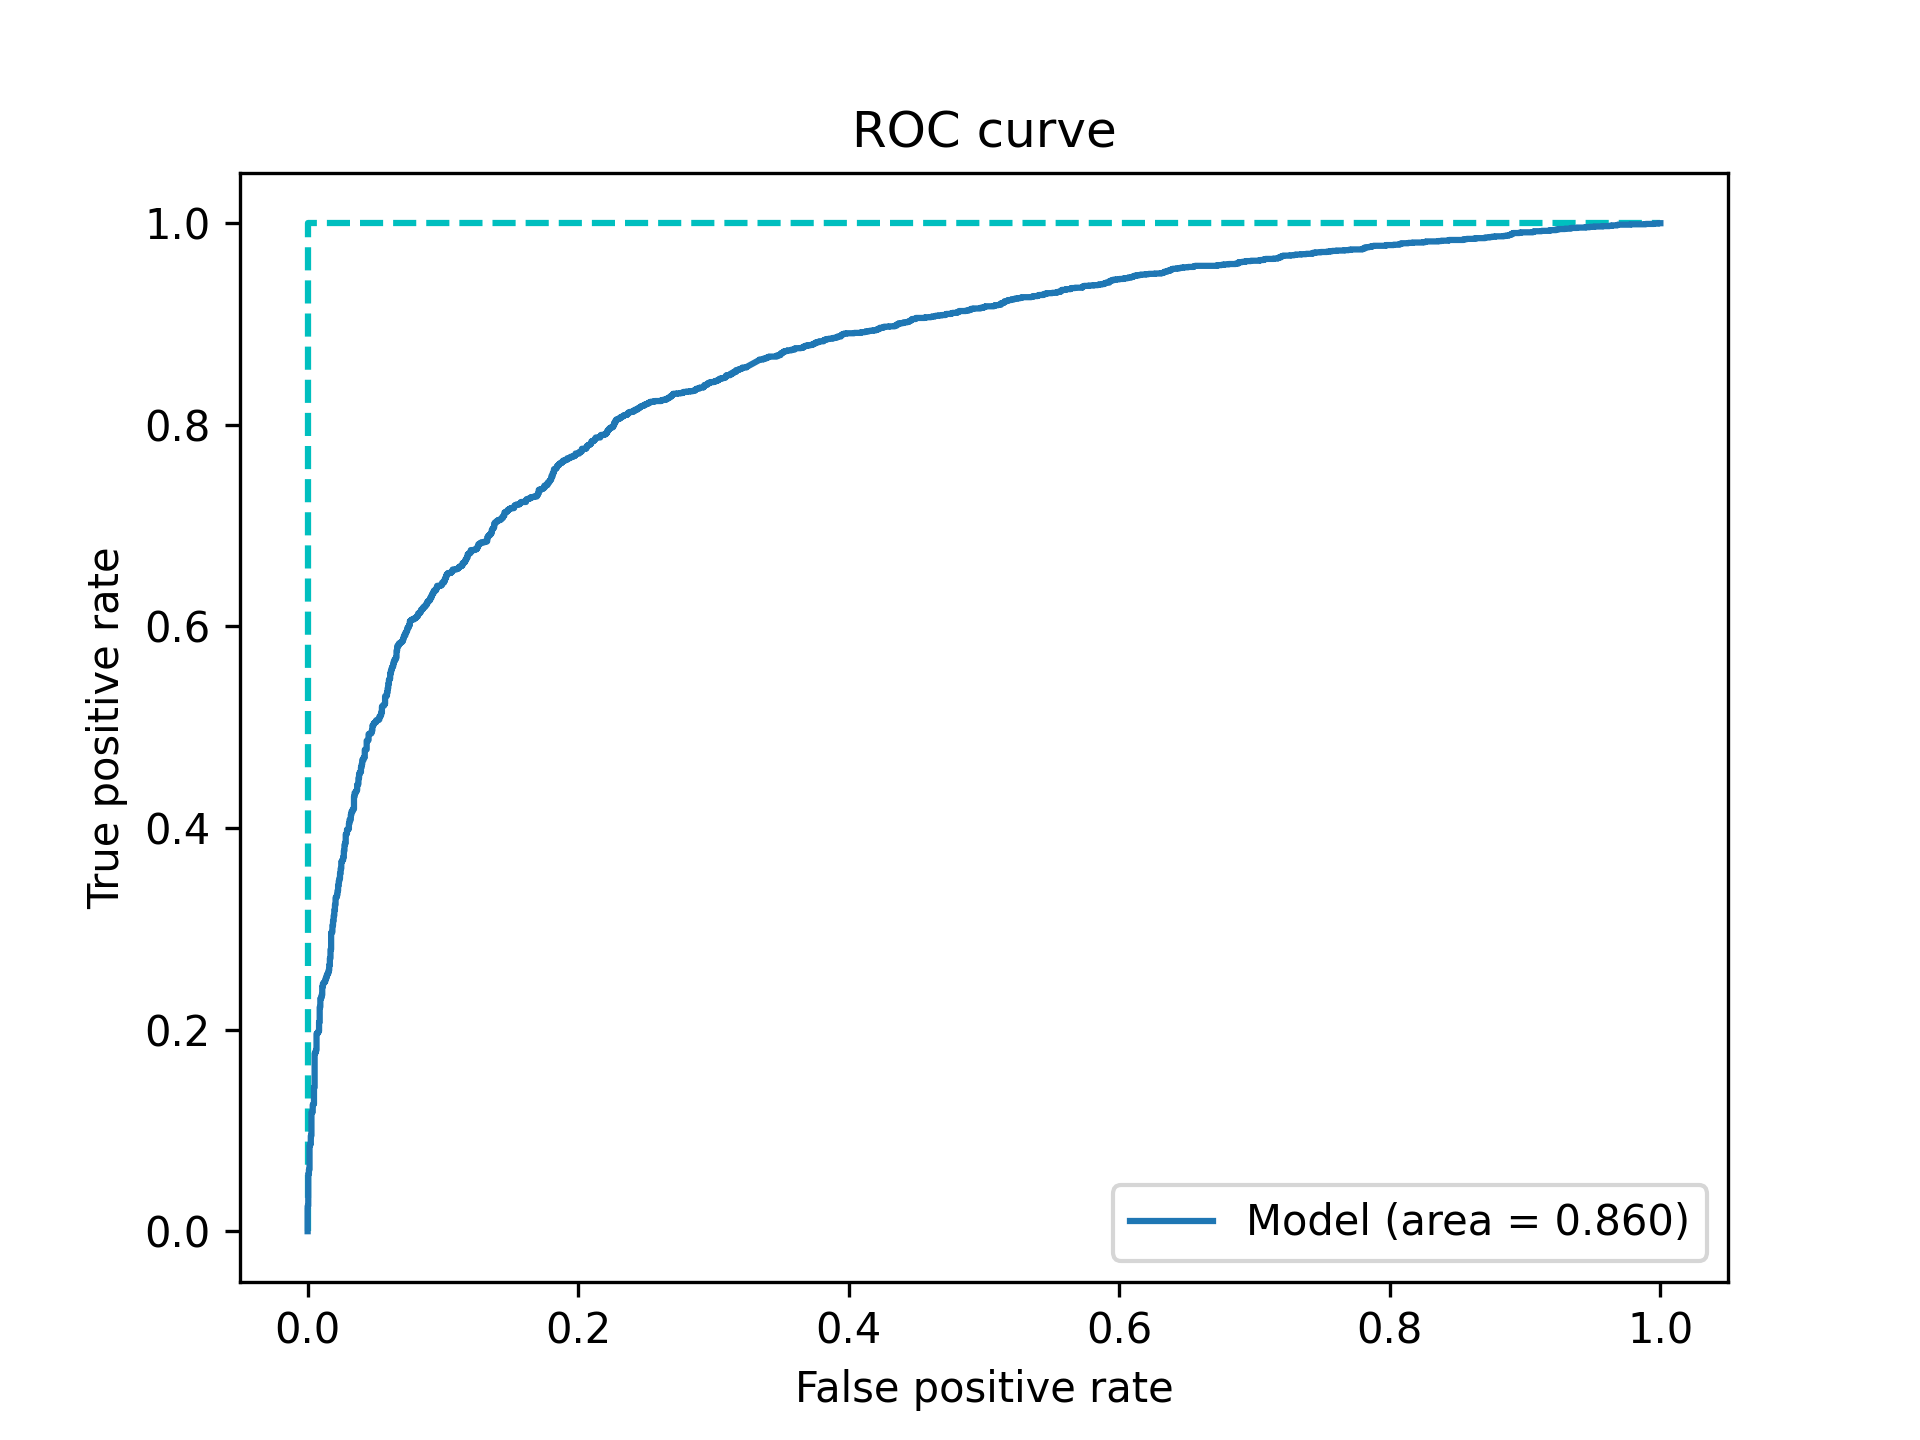 ROC curve
1.0
0.8
0.6
0.4
0.2
0.0
True positive rate
0.0 0.2 0.4 0.6 0.8 1.0
False positive rate
Model (area = 0.860)